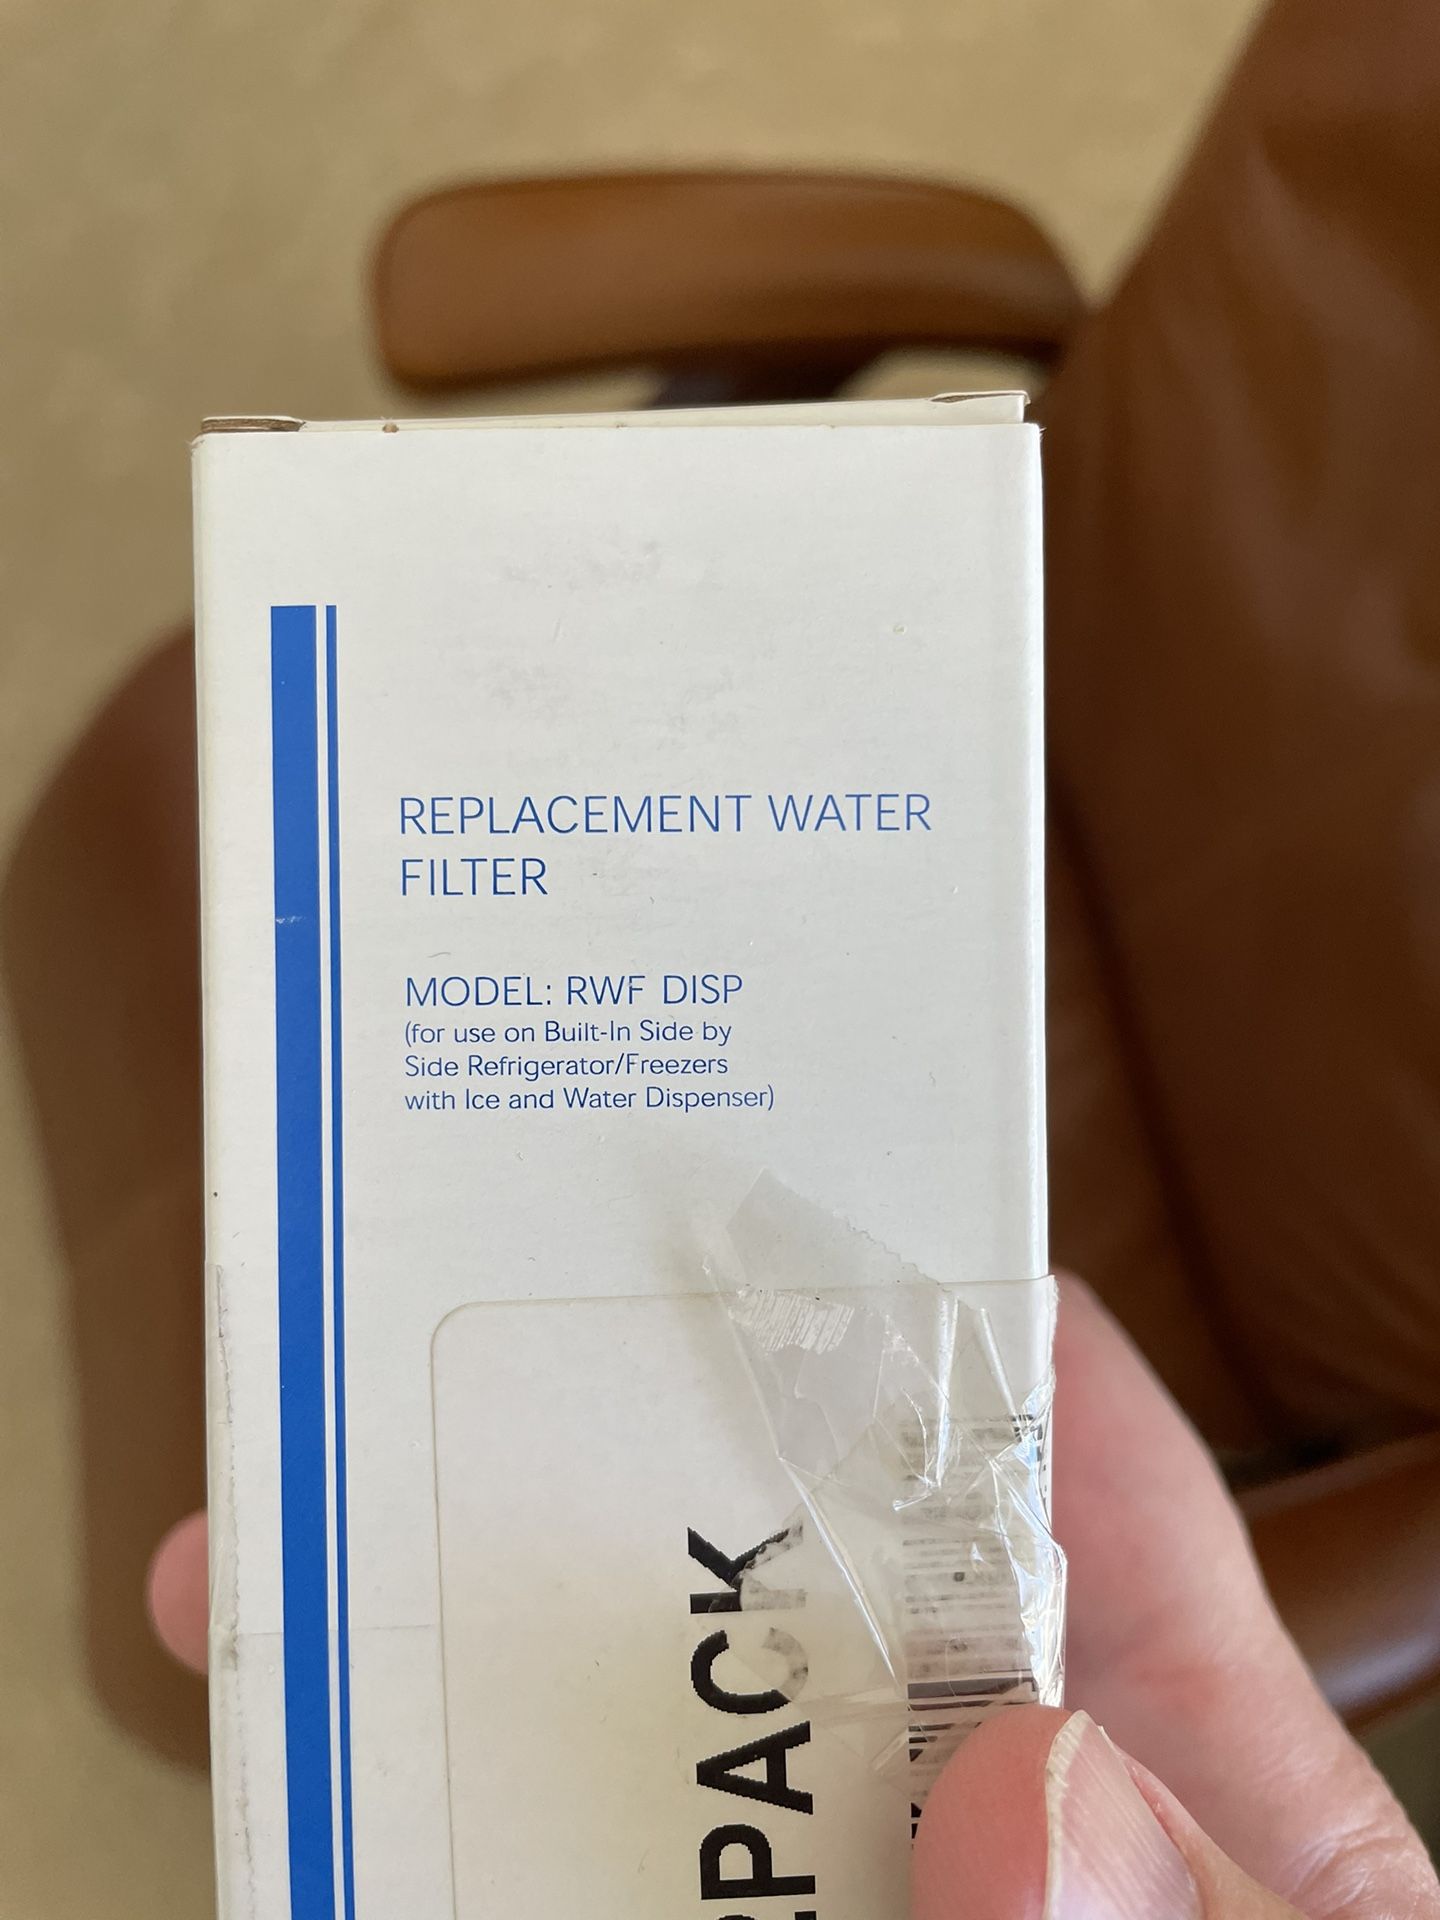 REPLACEMENT WATER
FILTER
MODEL: RWF DISP
(for use on Built-In Side by
Side Refrigerator/Freezers
with Ice and Water Dispenser)
PACK